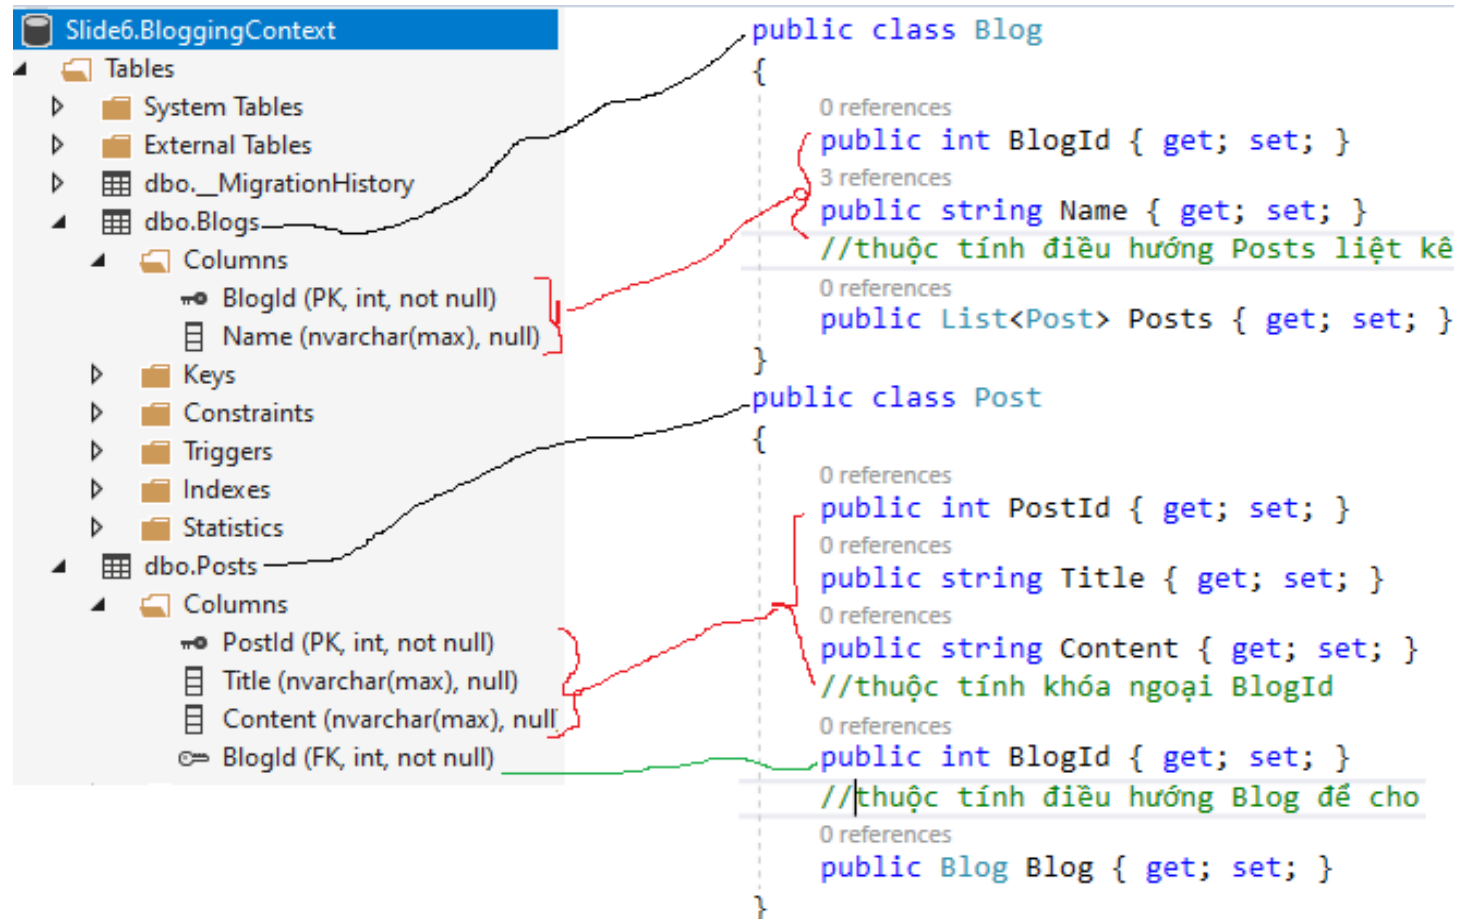 Slide6.BloggingContext
Tables
System Tables
External Tables
dbo.__MigrationHistory
dbo.Blogs
Columns
BlogId (PK, int, not null)
Name (nvarchar(max), null)
Keys
Constraints
Triggers
Indexes
Statistics
dbo.Posts
Columns
PostId (PK, int, not null)
Title (nvarchar(max), null)
Content (nvarchar(max), null
BlogId (FK, int, not null)
public class Blog
{
0 references
public int BlogId { get; set; }
3 references
public string Name { get; set; }
//thuộc tính điều hướng Posts liệt kê
0 references
public List<Post> Posts { get; set; }
}
public class Post
{
0 references
public int PostId { get; set; }
0 references
public string Title { get; set; }
0 references
public string Content { get; set; }
//thuộc tính khóa ngoại BlogId
0 references
public int BlogId { get; set; }
//thuộc tính điều hướng Blog để cho
0 references
public Blog Blog { get; set; }
}